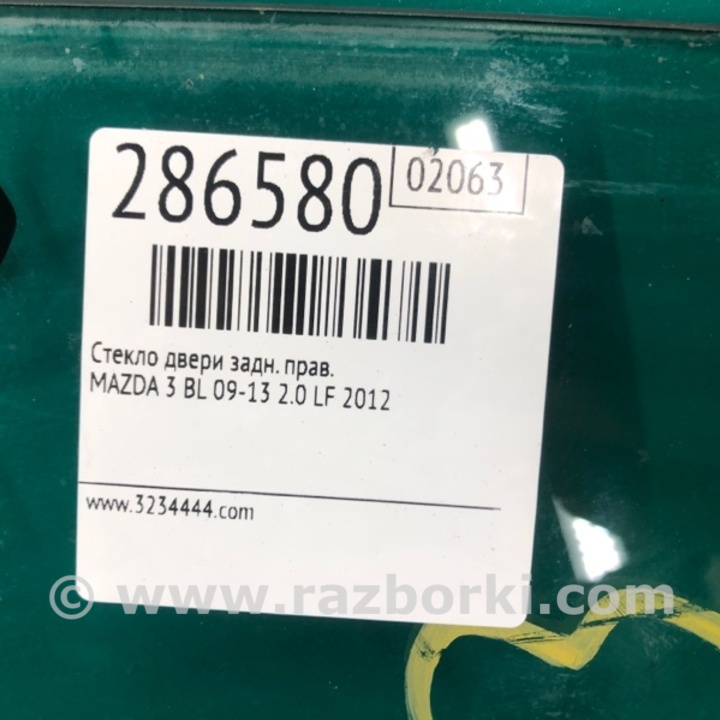 286580
02063
Стекло двери задн. прав.
MAZDA 3 BL 09-13 2.0 LF 2012
www.3234444.com
© www.razborki.com